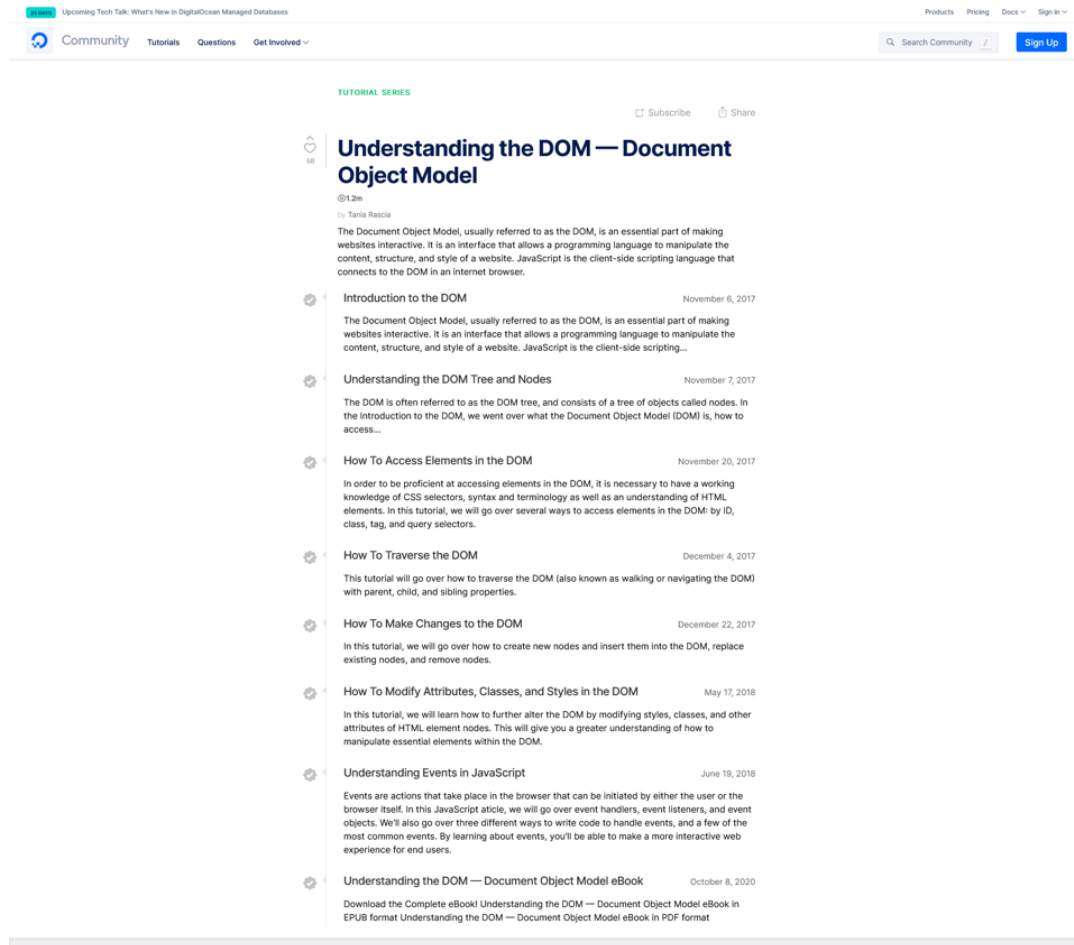 25 DAYS Upcoming Tech Talk: What's New in DigitalOcean Managed Databases
Products Pricing Docs Sign in
Community Tutorials Questions Get Involved
Search Community /
Sign Up
TUTORIAL SERIES
Subscribe Share
Understanding the DOM — Document
Object Model
1.2m
by Tania Rascia
The Document Object Model, usually referred to as the DOM, is an essential part of making
websites interactive. It is an interface that allows a programming language to manipulate the
content, structure, and style of a website. JavaScript is the client-side scripting language that
connects to the DOM in an internet browser.
Introduction to the DOM November 6, 2017
The Document Object Model, usually referred to as the DOM, is an essential part of making
websites interactive. It is an interface that allows a programming language to manipulate the
content, structure, and style of a website. JavaScript is the client-side scripting...
Understanding the DOM Tree and Nodes November 7, 2017
The DOM is often referred to as the DOM tree, and consists of a tree of objects called nodes. In
the Introduction to the DOM, we went over what the Document Object Model (DOM) is, how to
access...
How To Access Elements in the DOM November 20, 2017
In order to be proficient at accessing elements in the DOM, it is necessary to have a working
knowledge of CSS selectors, syntax and terminology as well as an understanding of HTML
elements. In this tutorial, we will go over several ways to access elements in the DOM: by ID,
class, tag, and query selectors.
How To Traverse the DOM December 4, 2017
This tutorial will go over how to traverse the DOM (also known as walking or navigating the DOM)
with parent, child, and sibling properties.
How To Make Changes to the DOM December 22, 2017
In this tutorial, we will go over how to create new nodes and insert them into the DOM, replace
existing nodes, and remove nodes.
How To Modify Attributes, Classes, and Styles in the DOM May 17, 2018
In this tutorial, we will learn how to further alter the DOM by modifying styles, classes, and other
attributes of HTML element nodes. This will give you a greater understanding of how to
manipulate essential elements within the DOM.
Understanding Events in JavaScript June 19, 2018
Events are actions that take place in the browser that can be initiated by either the user or the
browser itself. In this JavaScript aticle, we will go over event handlers, event listeners, and event
objects. We'll also go over three different ways to write code to handle events, and a few of the
most common events. By learning about events, you'll be able to make a more interactive web
experience for end users.
Understanding the DOM — Document Object Model eBook October 8, 2020
Download the Complete eBook! Understanding the DOM — Document Object Model eBook in
EPUB format Understanding the DOM — Document Object Model eBook in PDF format